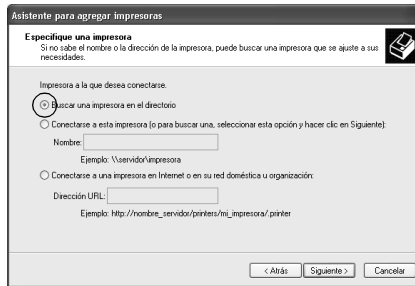 Asistente para agregar impresoras
Especifique una impresora
Si no sabe el nombre o la dirección de la impresora, puede buscar una impresora que se ajuste a sus
necesidades.
Impresora a la que desea conectarse.
Buscar una impresora en el directorio
Conectarse a esta impresora (o para buscar una, seleccionar esta opción y hacer clic en Siguiente):
Nombre:
Ejemplo: \\servidor\impresora
Conectarse a una impresora en Internet o en su red doméstica u organización:
Dirección URL:
Ejemplo: http://nombre_servidor/printers/mi_impresora/.printer
< Atrás Siguiente > Cancelar